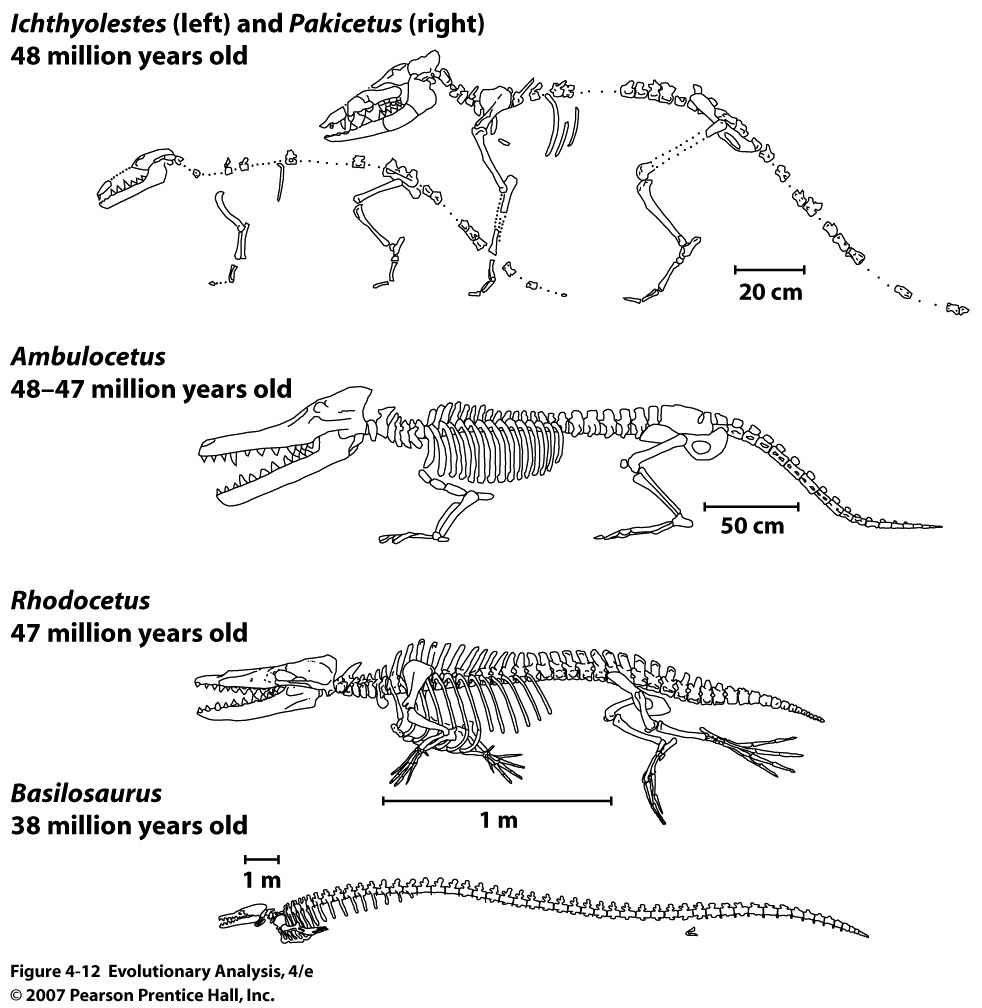 Ichthyolestes (left) and Pakicetus (right)
48 million years old
20 cm
Ambulocetus
48–47 million years old
50 cm
Rhodocetus
47 million years old
1 m
Basilosaurus
38 million years old
1 m
Figure 4-12 Evolutionary Analysis, 4/e
© 2007 Pearson Prentice Hall, Inc.